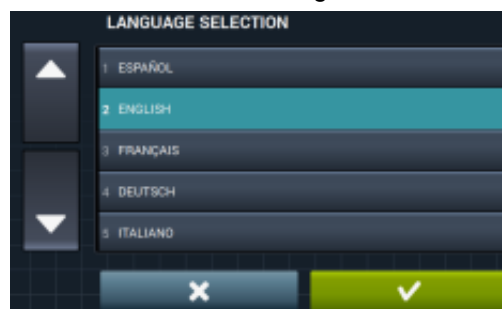 LANGUAGE SELECTION
1 ESPAÑOL
2 ENGLISH
3 FRANÇAIS
4 DEUTSCH
5 ITALIANO